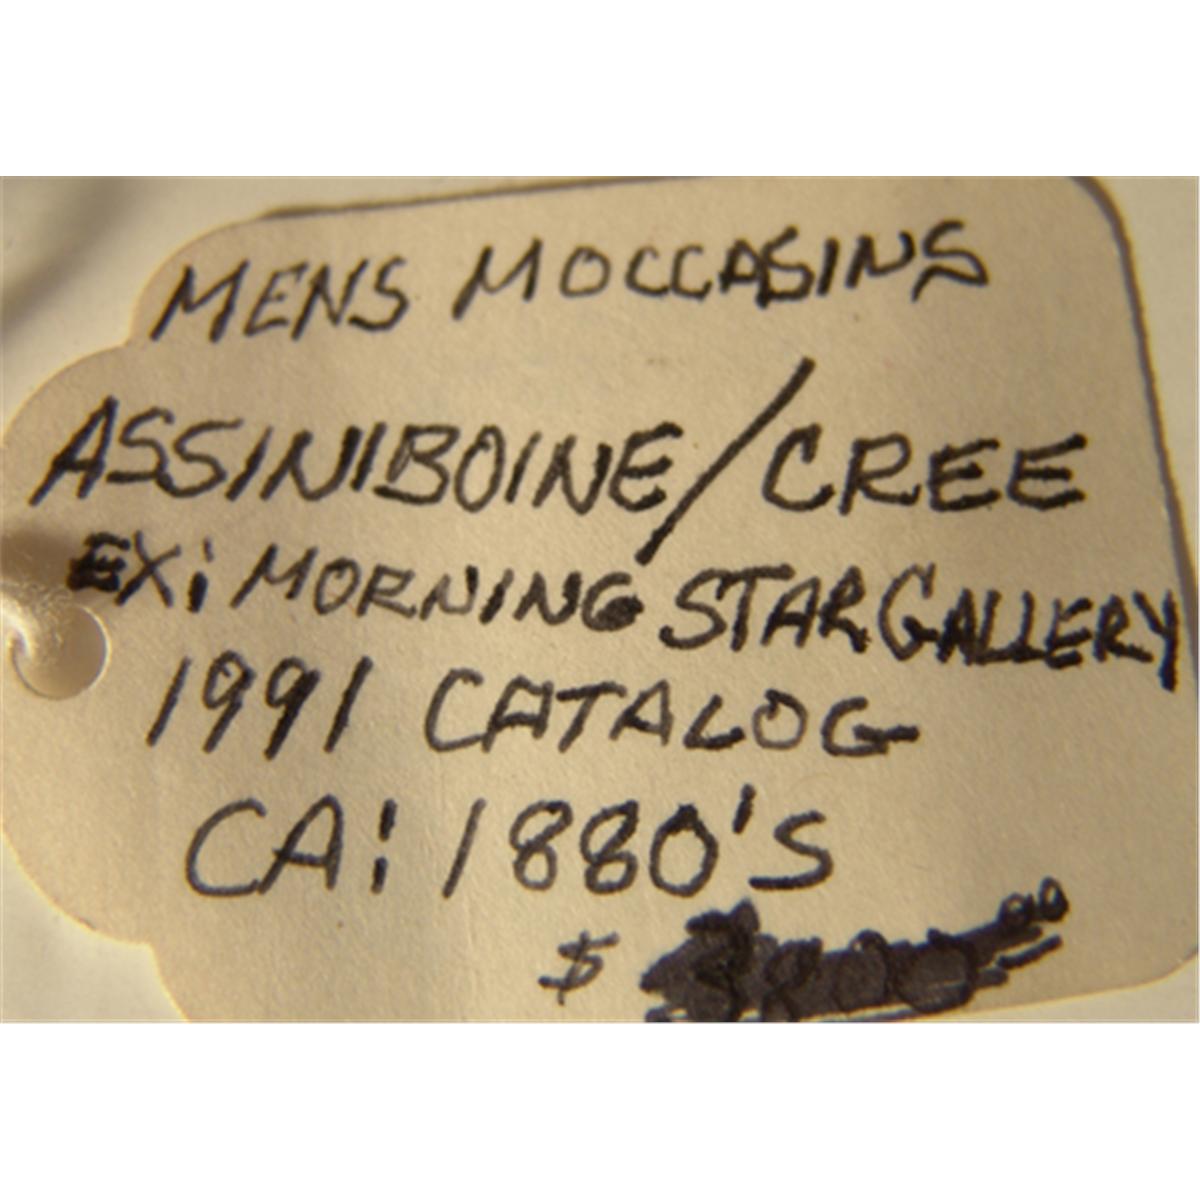 MENS MOCCASINS
ASSINIBOINE/CREE
EX: MORNING STAR GALLERY
1991 CATALOG
CA: 1880'S
$